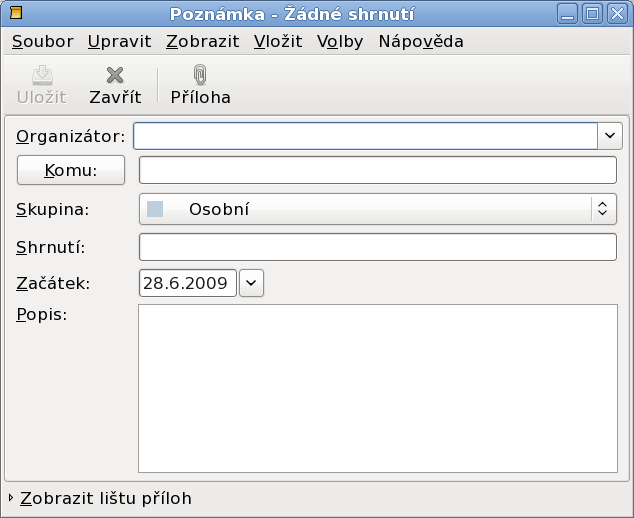 Poznámka - Žádné shrnutí
Soubor Upravit Zobrazit Vložit Volby Nápověda
Uložit Zavřít Příloha
Organizátor:
Komu:
Skupina: Osobní
Shrnutí:
Začátek: 28.6.2009
Popis:
Zobrazit lištu příloh